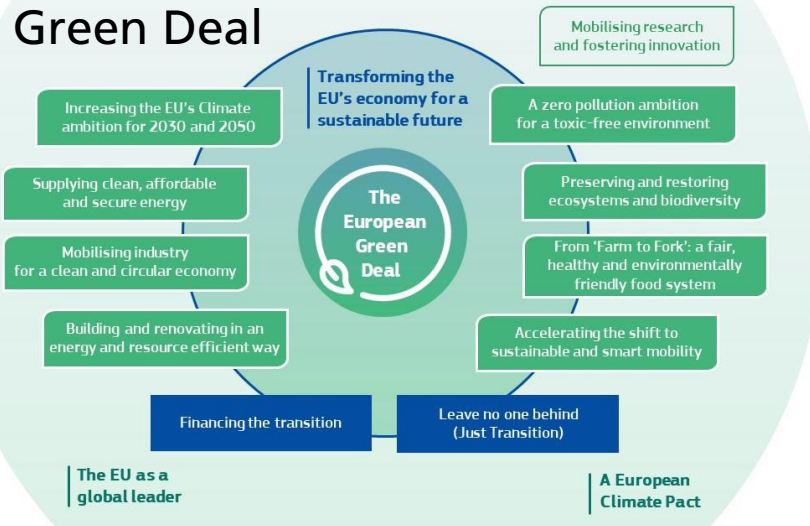 Green Deal
Mobilising research
and fostering innovation
Transforming the
EU's economy for a
sustainable future
Increasing the EU's Climate
ambition for 2030 and 2050
A zero pollution ambition
for a toxic-free environment
Supplying clean, affordable
and secure energy
The
European
Green
Deal
Preserving and restoring
ecosystems and biodiversity
Mobilising industry
for a clean and circular economy
From 'Farm to Fork': a fair,
healthy and environmentally
friendly food system
Building and renovating in an
energy and resource efficient way
Accelerating the shift to
sustainable and smart mobility
Financing the transition
Leave no one behind
(Just Transition)
The EU as a
global leader
A European
Climate Pact